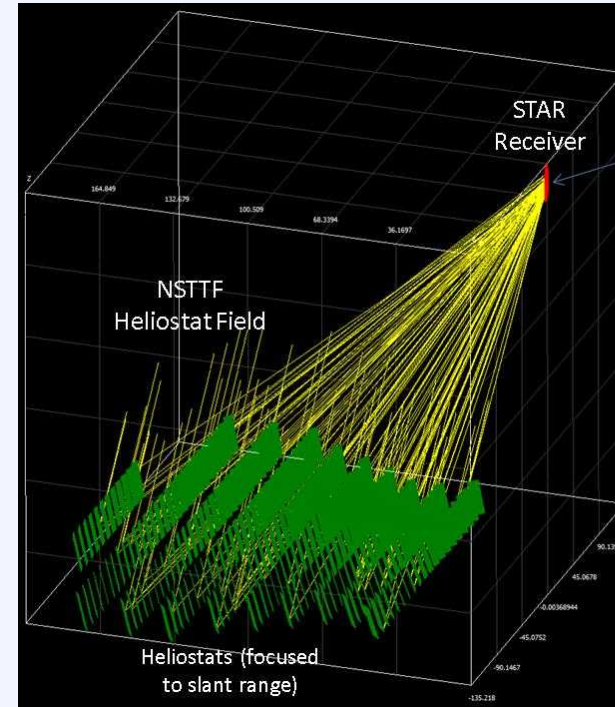 STAR
Receiver
z
164.849
132.679
100.509
68.3394
36.1697
NSTTF
Heliostat Field
90.139
45.0678
-0.00368944
-45.0752
-90.1467
-135.218
Heliostats (focused
to slant range)